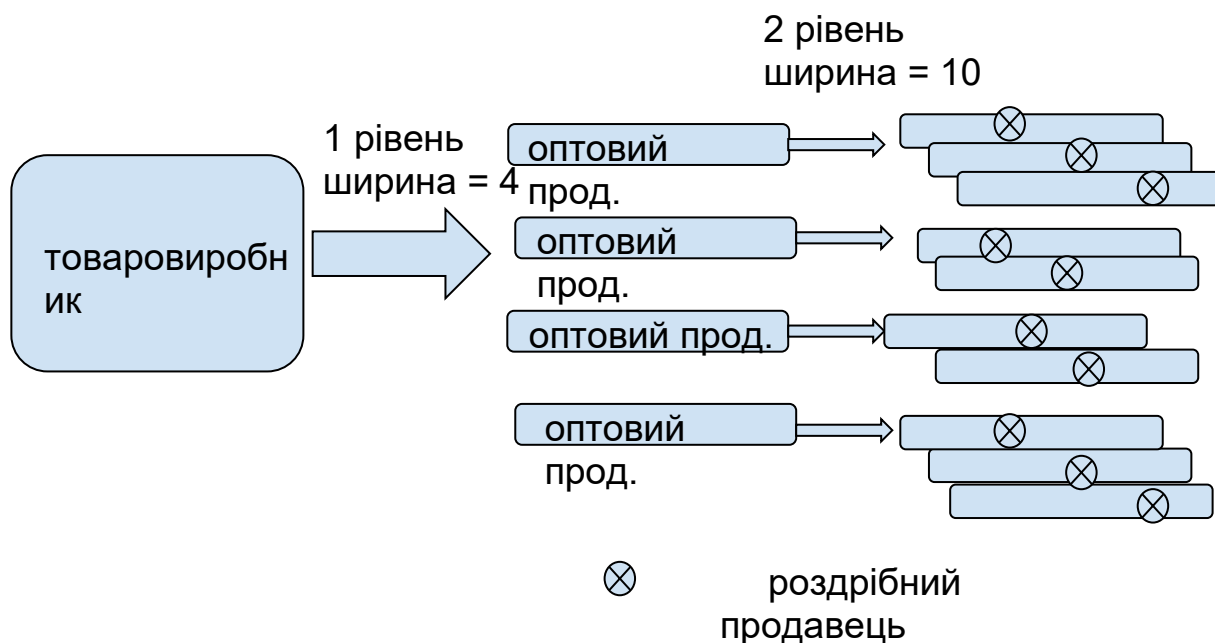 2 рівень
ширина = 10
1 рівень
ширина = 4
товаровиробн
ик
оптовий
прод.
оптовий
прод.
оптовий прод.
оптовий
прод.
роздрібний
продавець